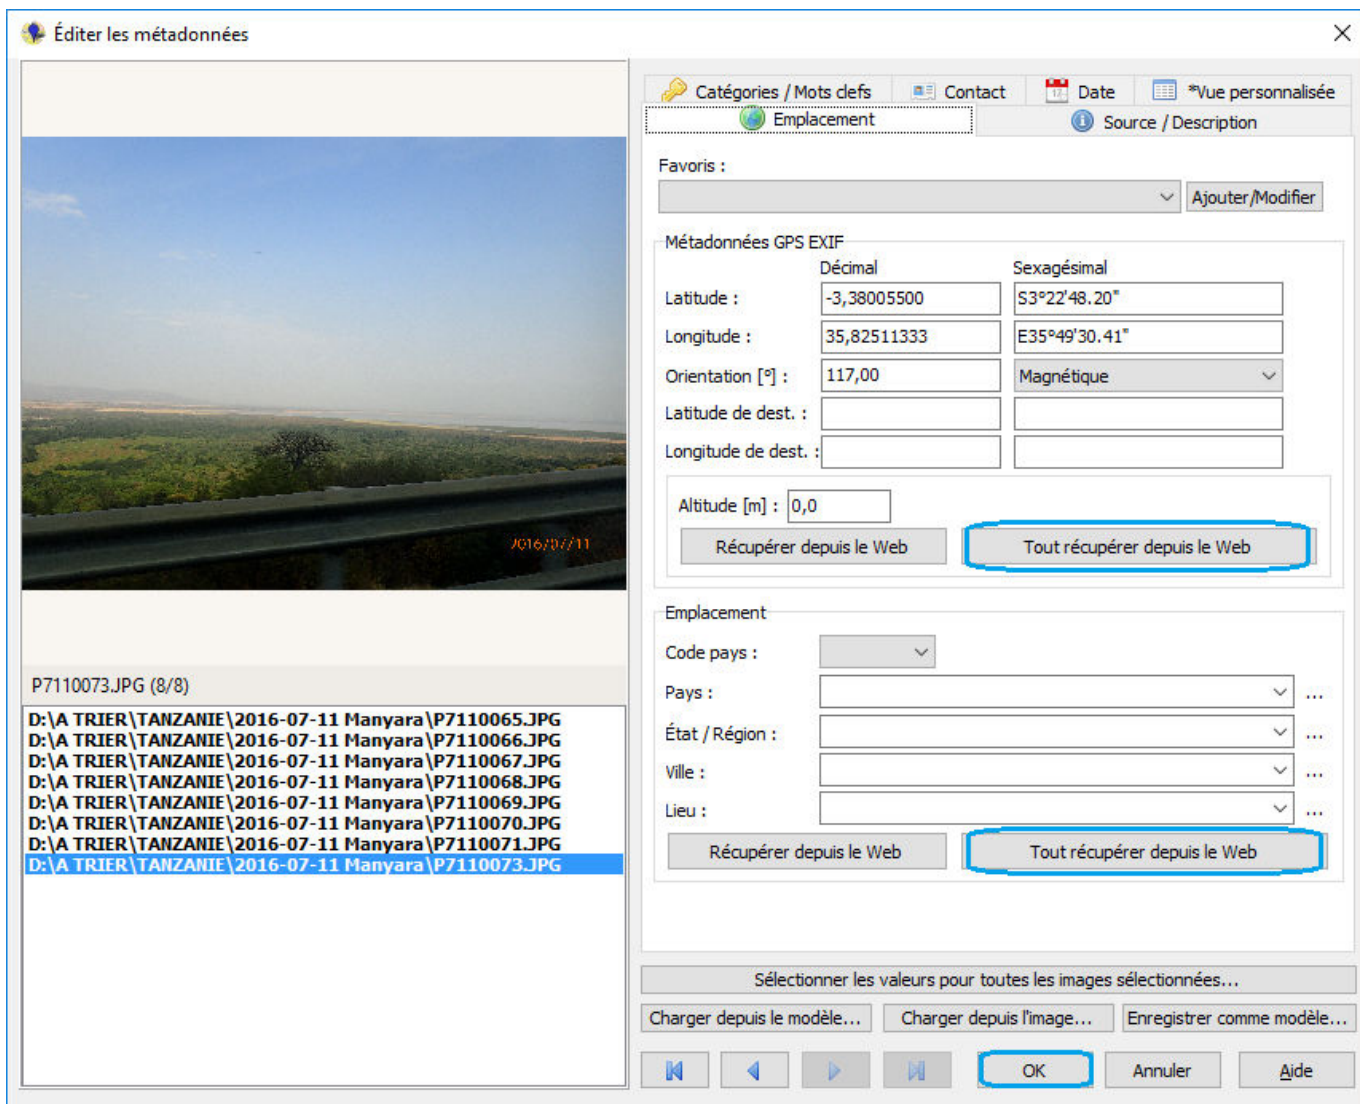 Éditer les métadonnées
2016/07/11
P7110073.JPG (8/8)
D:\A TRIER\TANZANIE\2016-07-11 Manyara\P7110065.JPG
D:\A TRIER\TANZANIE\2016-07-11 Manyara\P7110066.JPG
D:\A TRIER\TANZANIE\2016-07-11 Manyara\P7110067.JPG
D:\A TRIER\TANZANIE\2016-07-11 Manyara\P7110068.JPG
D:\A TRIER\TANZANIE\2016-07-11 Manyara\P7110069.JPG
D:\A TRIER\TANZANIE\2016-07-11 Manyara\P7110070.JPG
D:\A TRIER\TANZANIE\2016-07-11 Manyara\P7110071.JPG
D:\A TRIER\TANZANIE\2016-07-11 Manyara\P7110073.JPG
Catégories / Mots clefs Contact Date *Vue personnalisée
Emplacement Source / Description
Favoris :
Ajouter/Modifier
Métadonnées GPS EXIF
Décimal Sexagésimal
Latitude : -3,38005500 S3°22'48.20"
Longitude : 35,82511333 E35°49'30.41"
Orientation [°] : 117,00 Magnétique
Latitude de dest. :
Longitude de dest. :
Altitude [m] : 0,0
Récupérer depuis le Web Tout récupérer depuis le Web
Emplacement
Code pays :
Pays : ...
État / Région : ...
Ville : ...
Lieu : ...
Récupérer depuis le Web Tout récupérer depuis le Web
Sélectionner les valeurs pour toutes les images sélectionnées...
Charger depuis le modèle... Charger depuis l'image... Enregistrer comme modèle...
OK Annuler Aide